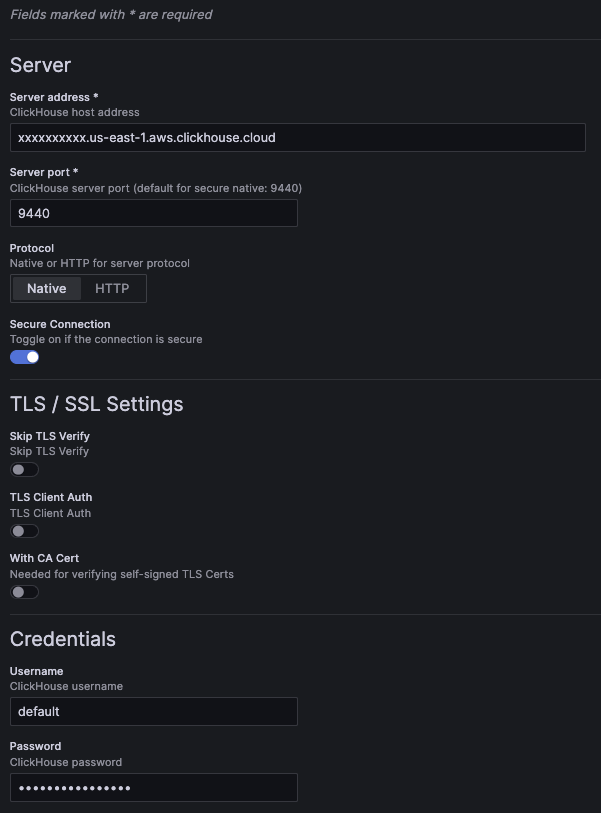 Fields marked with * are required
Server
Server address *
ClickHouse host address
xxxxxxxxxx.us-east-1.aws.clickhouse.cloud
Server port *
ClickHouse server port (default for secure native: 9440)
9440
Protocol
Native or HTTP for server protocol
Native HTTP
Secure Connection
Toggle on if the connection is secure
TLS / SSL Settings
Skip TLS Verify
Skip TLS Verify
TLS Client Auth
TLS Client Auth
With CA Cert
Needed for verifying self-signed TLS Certs
Credentials
Username
ClickHouse username
default
Password
ClickHouse password
••••••••••••••••